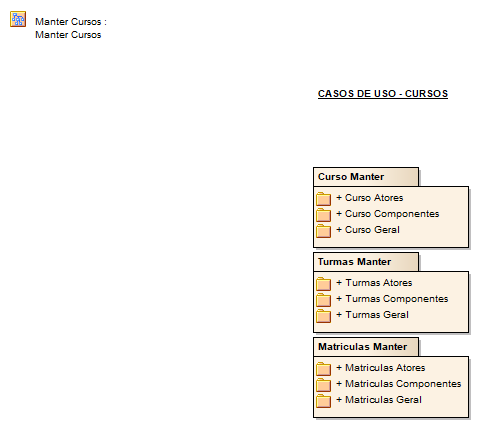 Manter Cursos :
Manter Cursos
CASOS DE USO - CURSOS
Curso Manter
+ Curso Atores
+ Curso Componentes
+ Curso Geral
Turmas Manter
+ Turmas Atores
+ Turmas Componentes
+ Turmas Geral
Matriculas Manter
+ Matriculas Atores
+ Matriculas Componentes
+ Matriculas Geral